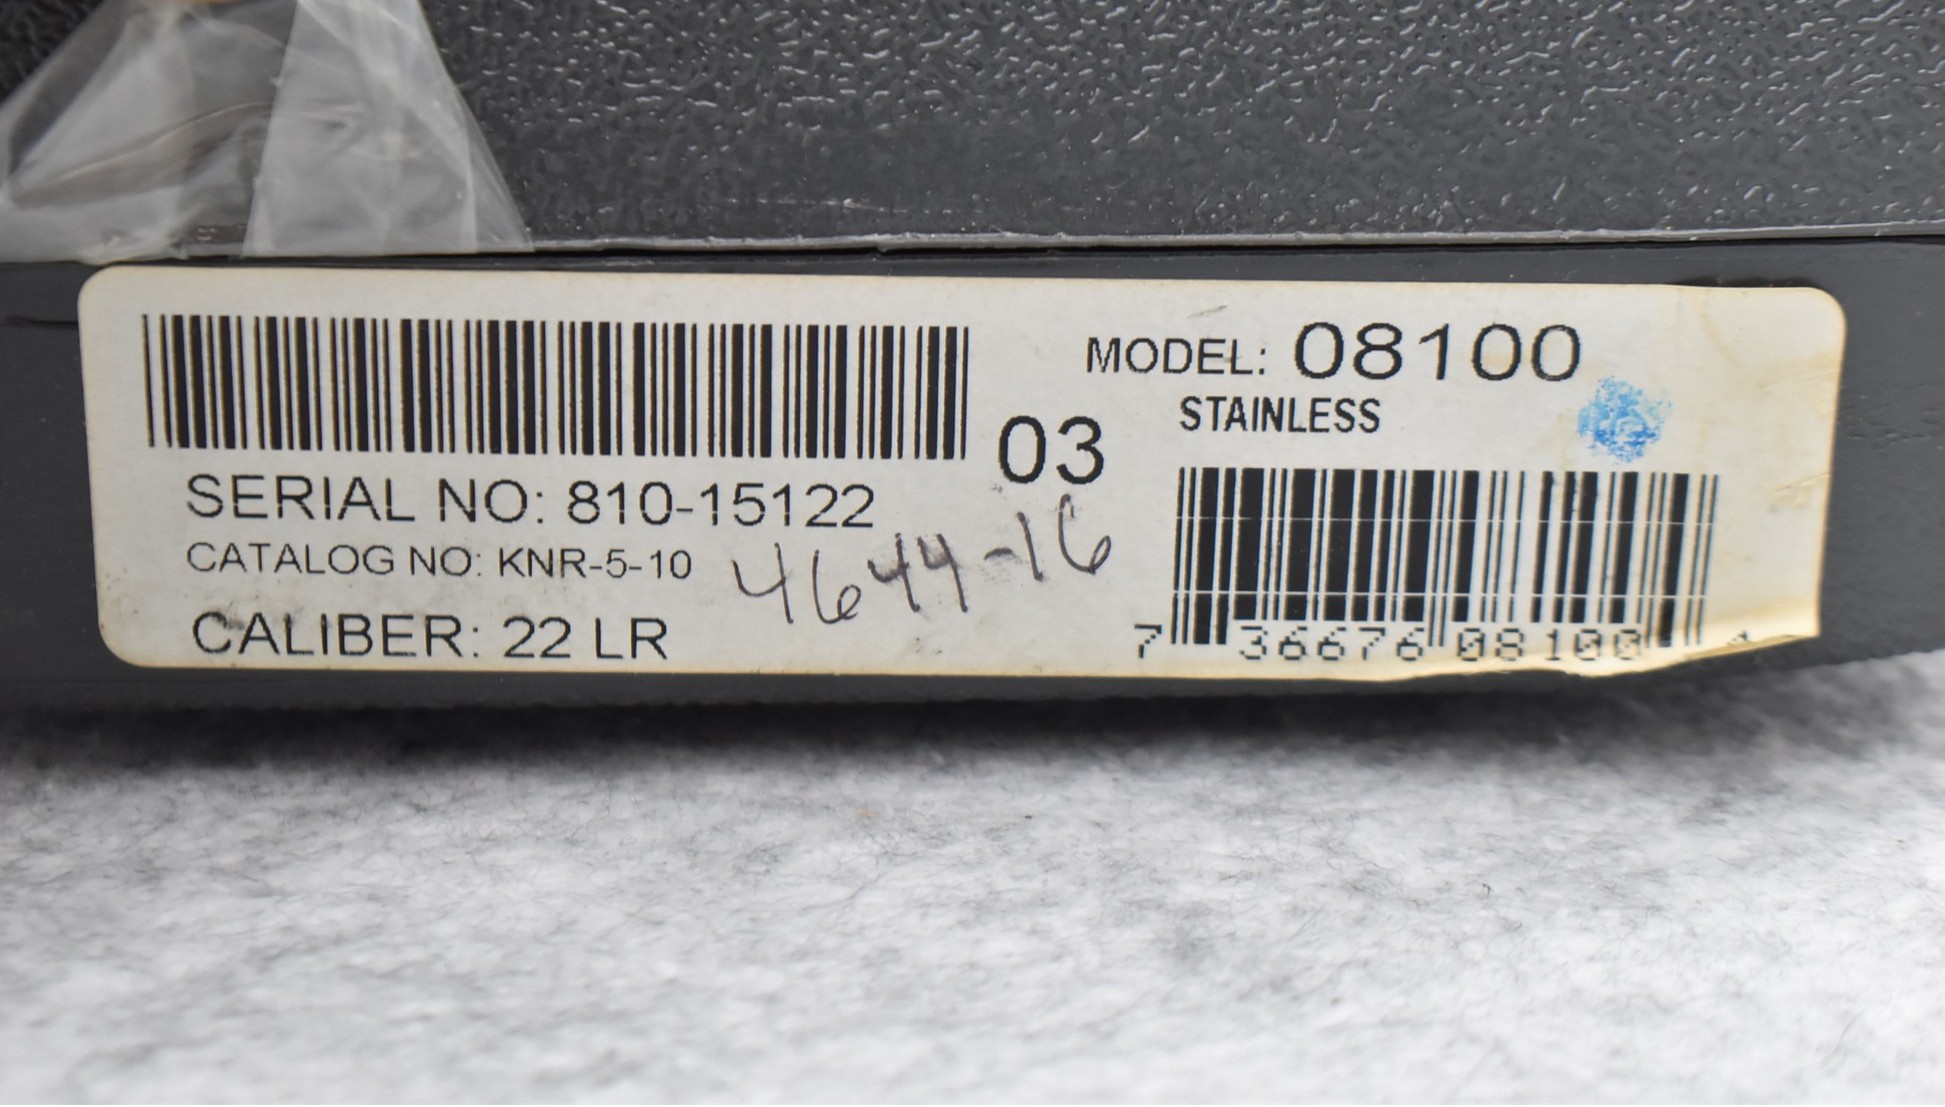 MODEL: 08100
STAINLESS
03
SERIAL NO: 810-15122
CATALOG NO: KNR-5-10
4644-16
CALIBER: 22 LR
7 36676 08100